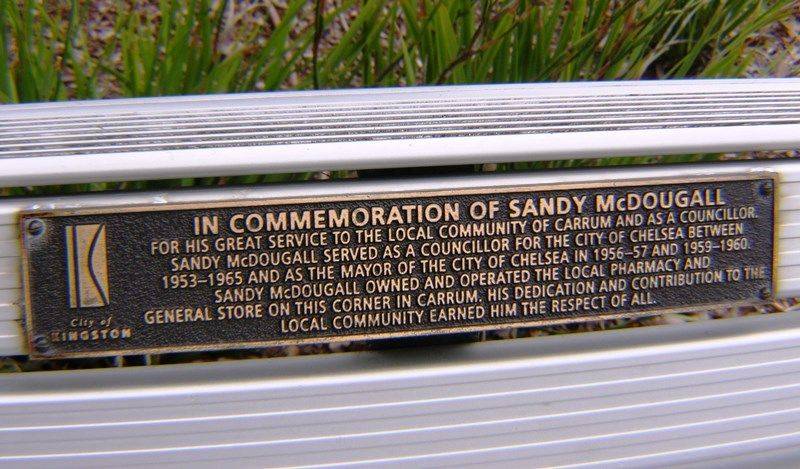 IN COMMEMORATION OF SANDY McDOUGALL
FOR HIS GREAT SERVICE TO THE LOCAL COMMUNITY OF CARRUM AND AS A COUNCILLOR.
SANDY McDOUGALL SERVED AS A COUNCILLOR FOR THE CITY OF CHELSEA BETWEEN
1953–1965 AND AS THE MAYOR OF THE CITY OF CHELSEA IN 1956–57 AND 1959–1960.
SANDY McDOUGALL OWNED AND OPERATED THE LOCAL PHARMACY AND
GENERAL STORE ON THIS CORNER IN CARRUM. HIS DEDICATION AND CONTRIBUTION TO THE
LOCAL COMMUNITY EARNED HIM THE RESPECT OF ALL.
City of
KINGSTON